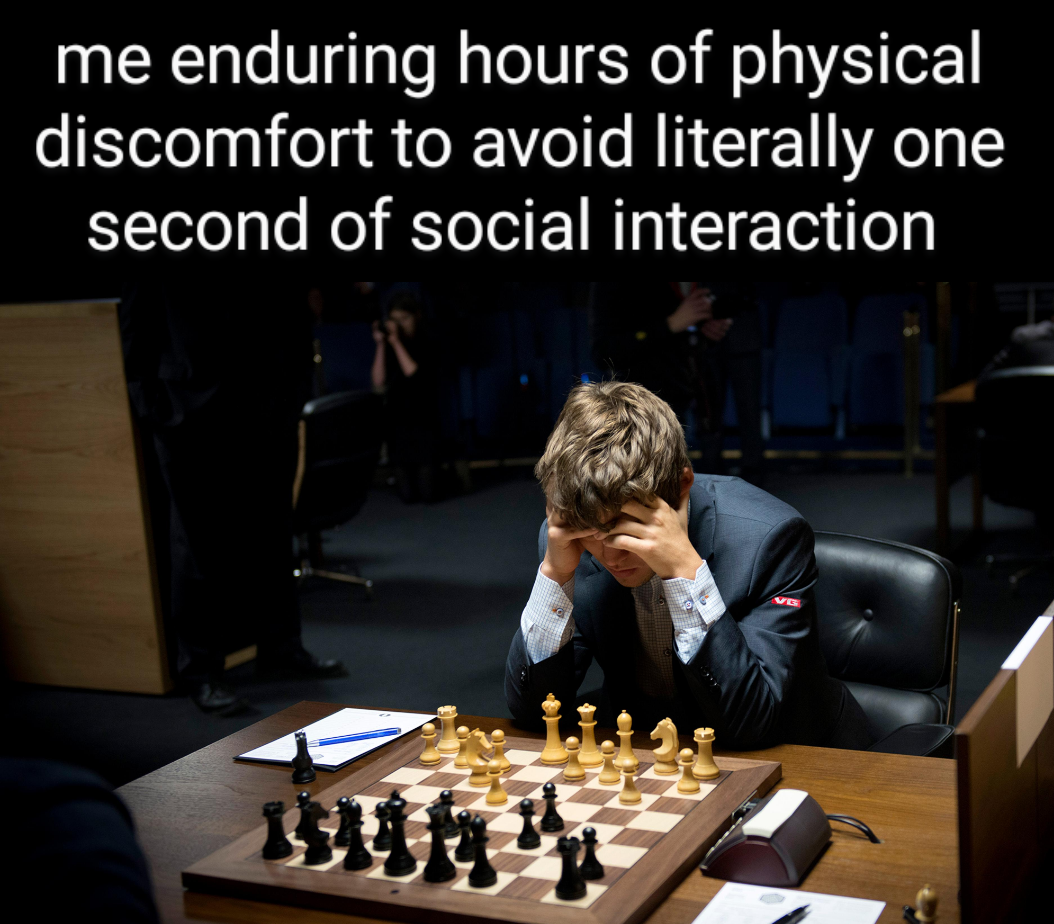 me enduring hours of physical
discomfort to avoid literally one
second of social interaction
VG